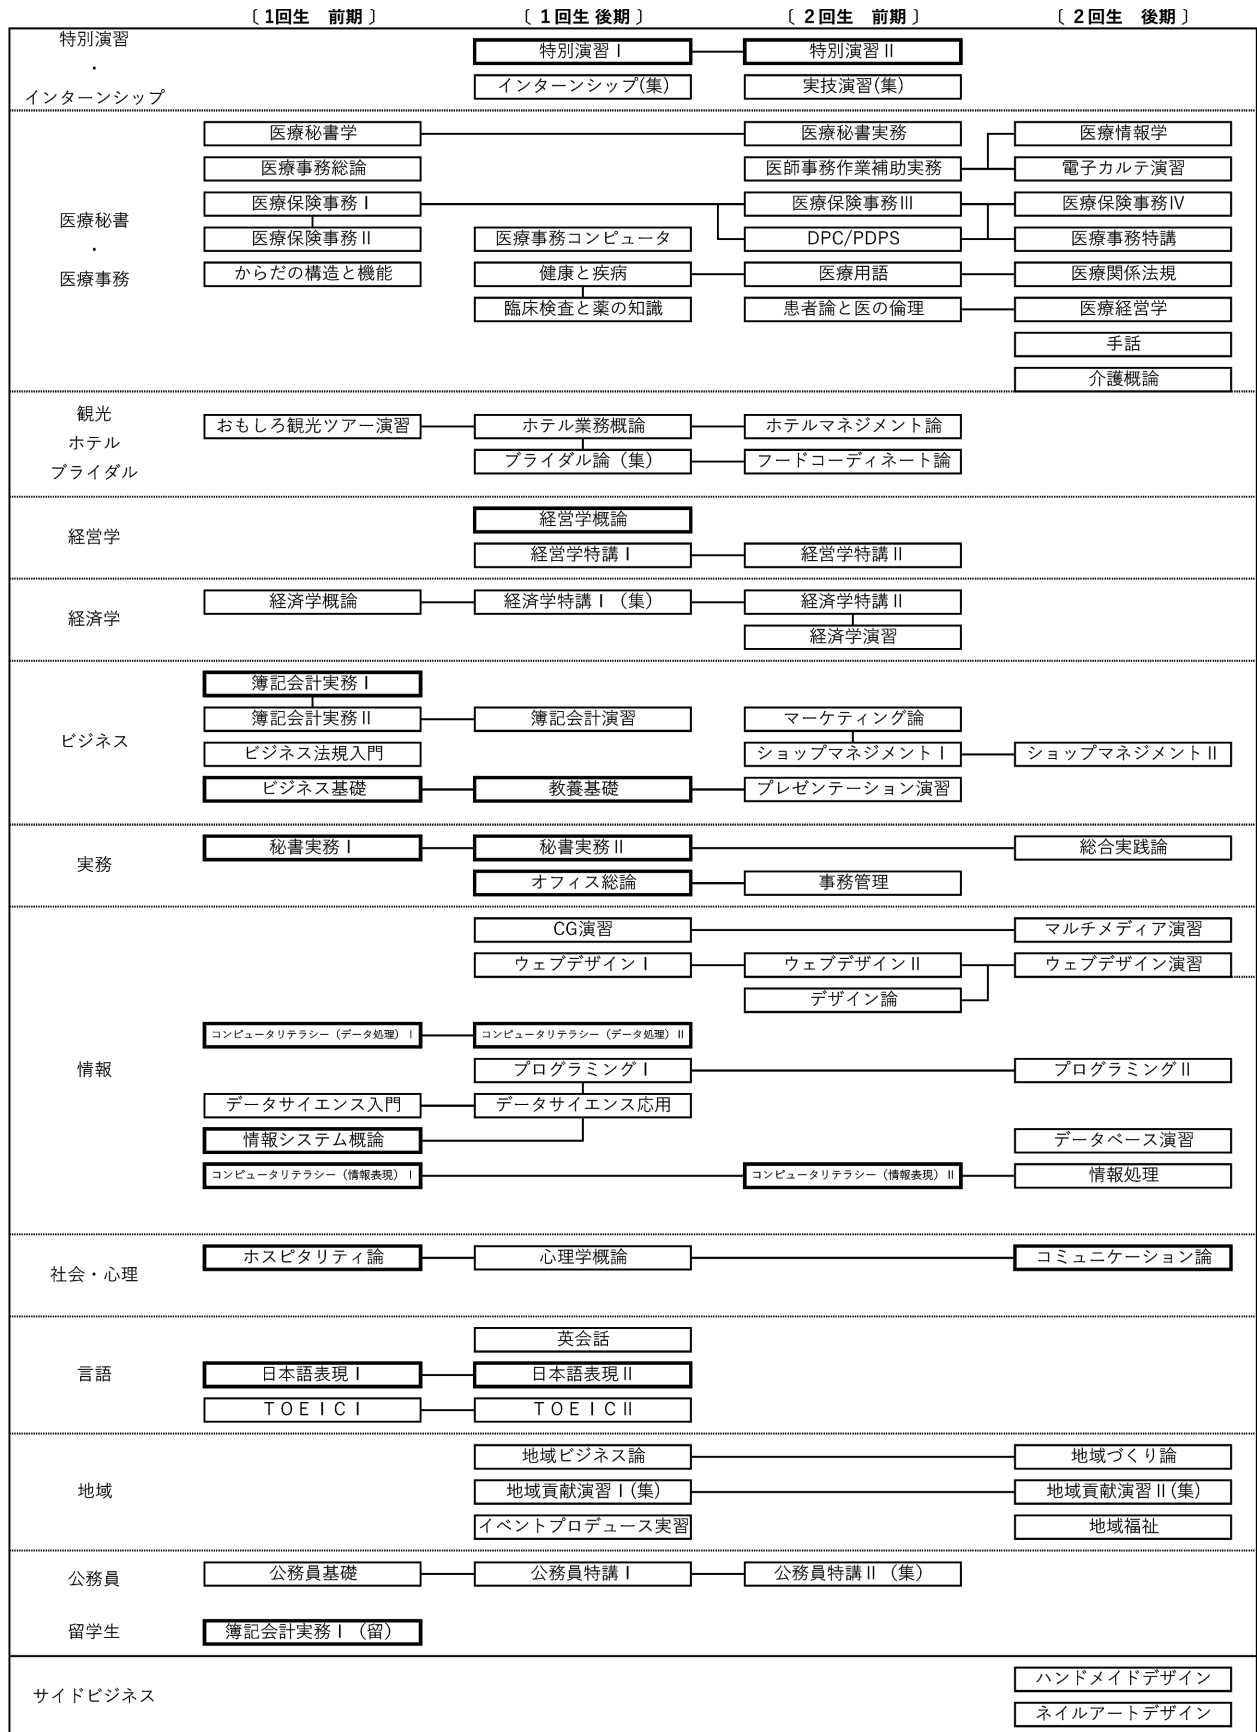 〔 1回生　前期 〕
〔 1回生 後期 〕
〔 2回生　前期 〕
〔 2回生　後期 〕
特別演習
・
インターンシップ
特別演習Ⅰ
特別演習Ⅱ
インターンシップ(集)
実技演習(集)
医療秘書
・
医療事務
医療秘書学
医療秘書実務
医療情報学
医療事務総論
医師事務作業補助実務
電子カルテ演習
医療保険事務Ⅰ
医療保険事務Ⅲ
医療保険事務Ⅳ
医療保険事務Ⅱ
医療事務コンピュータ
DPC/PDPS
医療事務特講
からだの構造と機能
健康と疾病
医療用語
医療関係法規
臨床検査と薬の知識
患者論と医の倫理
医療経営学
手話
介護概論
観光
ホテル
ブライダル
おもしろ観光ツアー演習
ホテル業務概論
ホテルマネジメント論
ブライダル論（集）
フードコーディネート論
経営学
経営学概論
経営学特講Ⅰ
経営学特講Ⅱ
経済学
経済学概論
経済学特講Ⅰ（集）
経済学特講Ⅱ
経済学演習
ビジネス
簿記会計実務Ⅰ
簿記会計実務Ⅱ
簿記会計演習
マーケティング論
ビジネス法規入門
ショップマネジメントⅠ
ショップマネジメントⅡ
ビジネス基礎
教養基礎
プレゼンテーション演習
実務
秘書実務Ⅰ
秘書実務Ⅱ
総合実践論
オフィス総論
事務管理
情報
CG演習
マルチメディア演習
ウェブデザインⅠ
ウェブデザインⅡ
ウェブデザイン演習
デザイン論
コンピュータリテラシー（データ処理）Ⅰ
コンピュータリテラシー（データ処理）Ⅱ
プログラミングⅠ
プログラミングⅡ
データサイエンス入門
データサイエンス応用
情報システム概論
データベース演習
コンピュータリテラシー（情報表現）Ⅰ
コンピュータリテラシー（情報表現）Ⅱ
情報処理
社会・心理
ホスピタリティ論
心理学概論
コミュニケーション論
言語
英会話
日本語表現Ⅰ
日本語表現Ⅱ
ＴＯＥＩＣⅠ
ＴＯＥＩＣⅡ
地域
地域ビジネス論
地域づくり論
地域貢献演習Ⅰ(集)
地域貢献演習Ⅱ(集)
イベントプロデュース実習
地域福祉
公務員
公務員基礎
公務員特講Ⅰ
公務員特講Ⅱ（集）
留学生
簿記会計実務Ⅰ（留）
サイドビジネス
ハンドメイドデザイン
ネイルアートデザイン